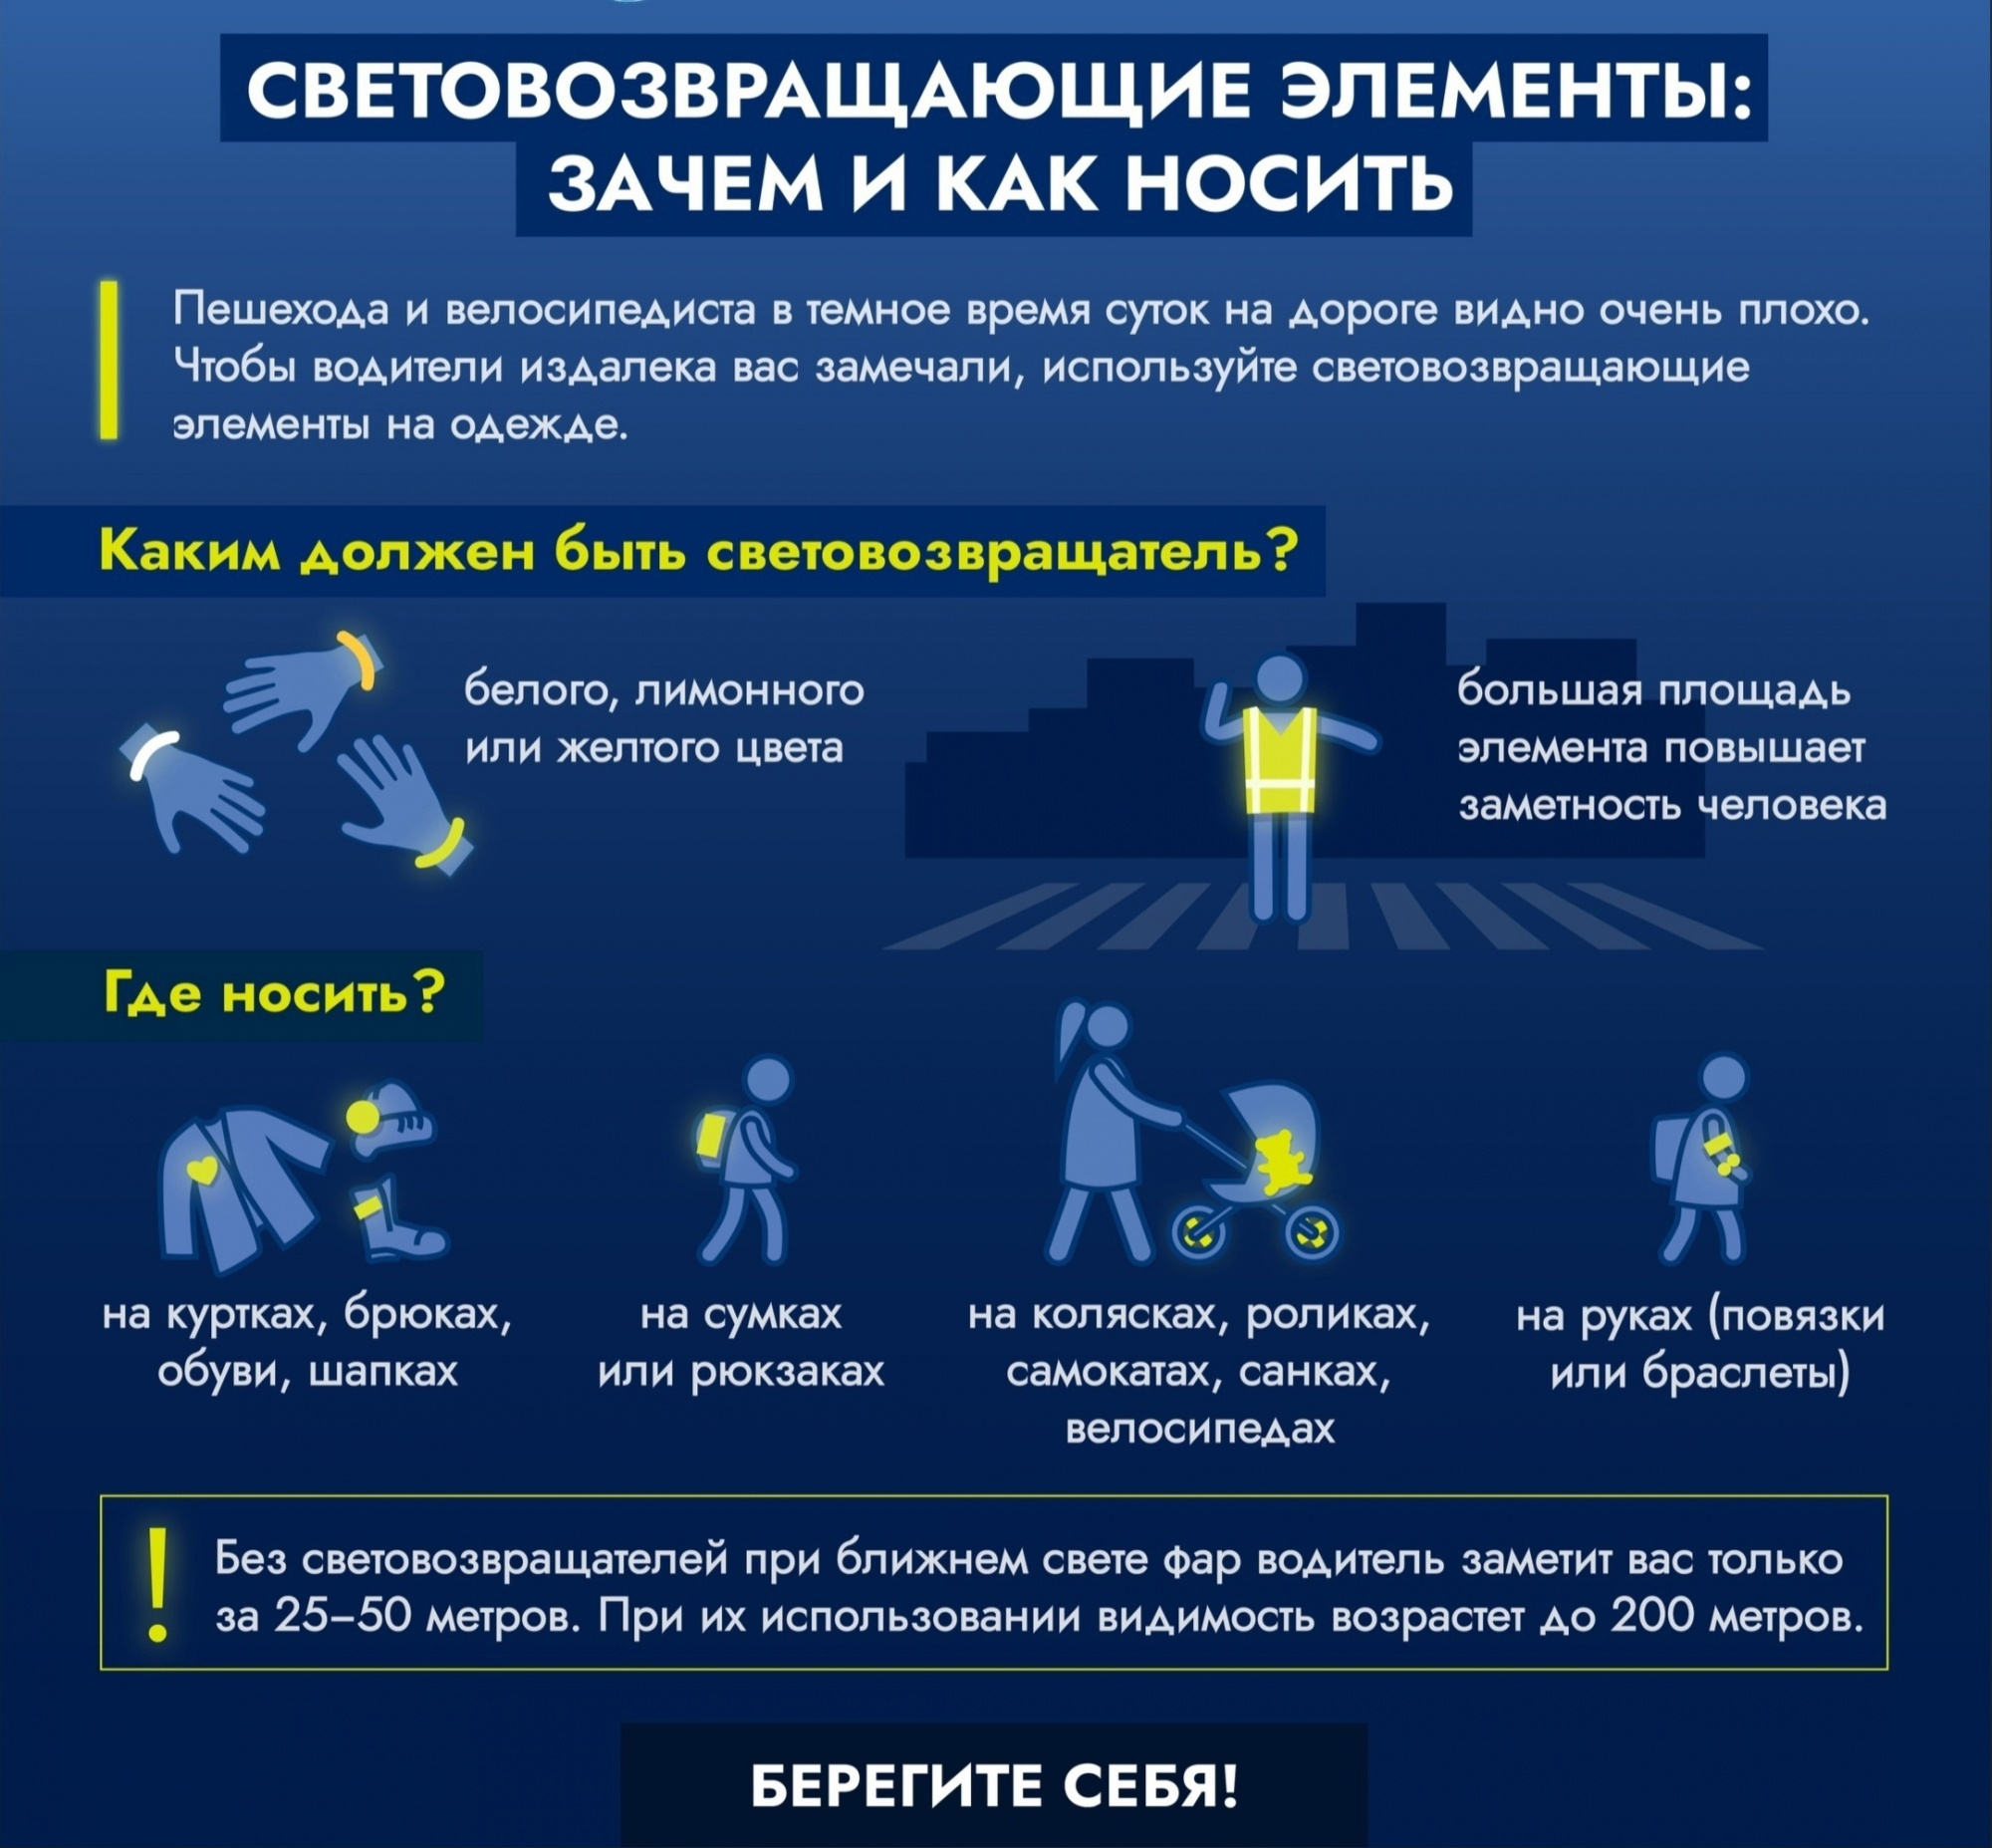 СВЕТОВОЗВРАЩАЮЩИЕ ЭЛЕМЕНТЫ:
ЗАЧЕМ И КАК НОСИТЬ
Пешехода и велосипедиста в темное время суток на дороге видно очень плохо.
Чтобы водители издалека вас замечали, используйте световозвращающие
элементы на одежде.
Каким должен быть световозвращатель?
белого, лимонного
или желтого цвета
большая площадь
элемента повышает
заметность человека
Где носить?
на куртках, брюках,
обуви, шапках
на сумках
или рюкзаках
на колясках, роликах,
самокатах, санках,
велосипедах
на руках (повязки
или браслеты)
!
Без световозвращателей при ближнем свете фар водитель заметит вас только
за 25–50 метров. При их использовании видимость возрастет до 200 метров.
БЕРЕГИТЕ СЕБЯ!